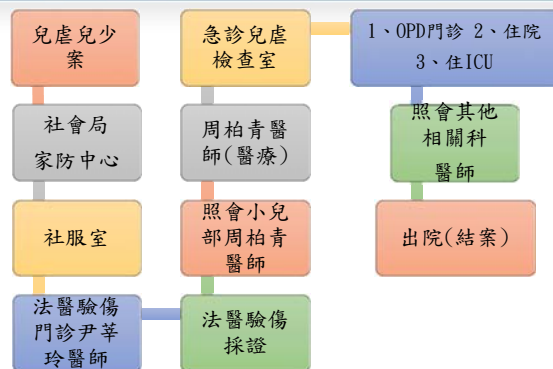 兒虐兒少
案
社會局
家防中心
社服室
法醫驗傷
門診尹莘
玲醫師
法醫驗傷
採證
照會小兒
部周柏青
醫師
周柏青醫
師(醫療)
急診兒虐
檢查室
1、OPD門診 2、住院
3、住ICU
照會其他
相關科
醫師
出院(結案)